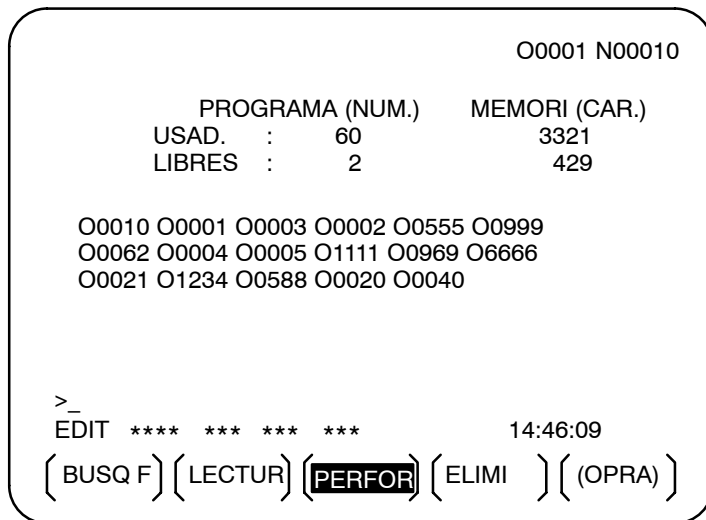 O0001 N00010
PROGRAMA (NUM.) MEMORI (CAR.)
USAD. : 60 3321
LIBRES : 2 429
O0010 O0001 O0003 O0002 O0555 O0999
O0062 O0004 O0005 O1111 O0969 O6666
O0021 O1234 O0588 O0020 O0040
>_
EDIT **** *** *** *** 14:46:09
[ BUSQ F ] [ LECTUR ] [ PERFOR ] [ ELIMI ] [ (OPRA) ]